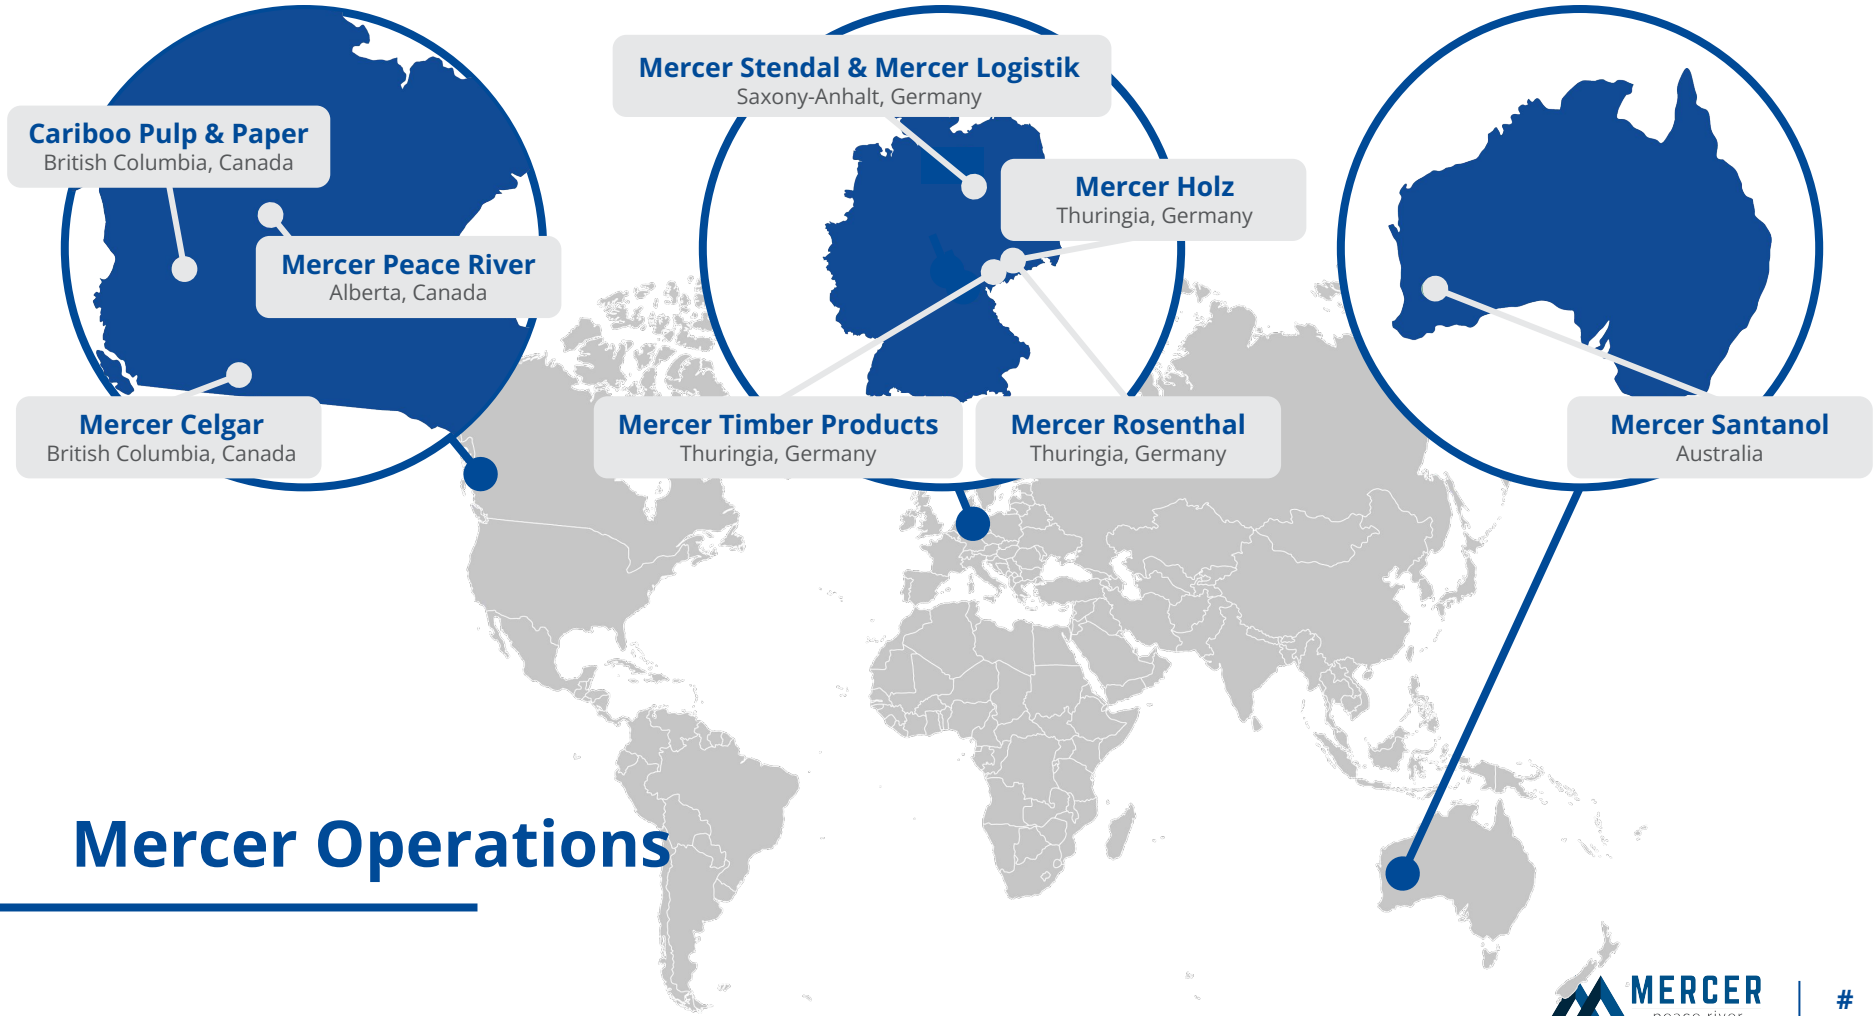 Cariboo Pulp & Paper
British Columbia, Canada
Mercer Peace River
Alberta, Canada
Mercer Celgar
British Columbia, Canada
Mercer Stendal & Mercer Logistik
Saxony-Anhalt, Germany
Mercer Holz
Thuringia, Germany
Mercer Timber Products
Thuringia, Germany
Mercer Rosenthal
Thuringia, Germany
Mercer Santanol
Australia
Mercer Operations
MERCER
peace river
#